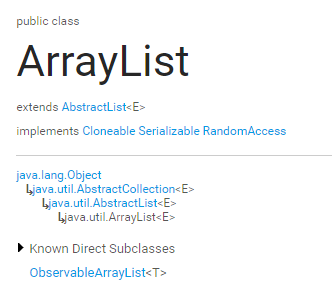 public class
ArrayList
extends AbstractList<E>
implements Cloneable Serializable RandomAccess
java.lang.Object
java.util.AbstractCollection<E>
java.util.AbstractList<E>
java.util.ArrayList<E>
Known Direct Subclasses
ObservableArrayList<T>